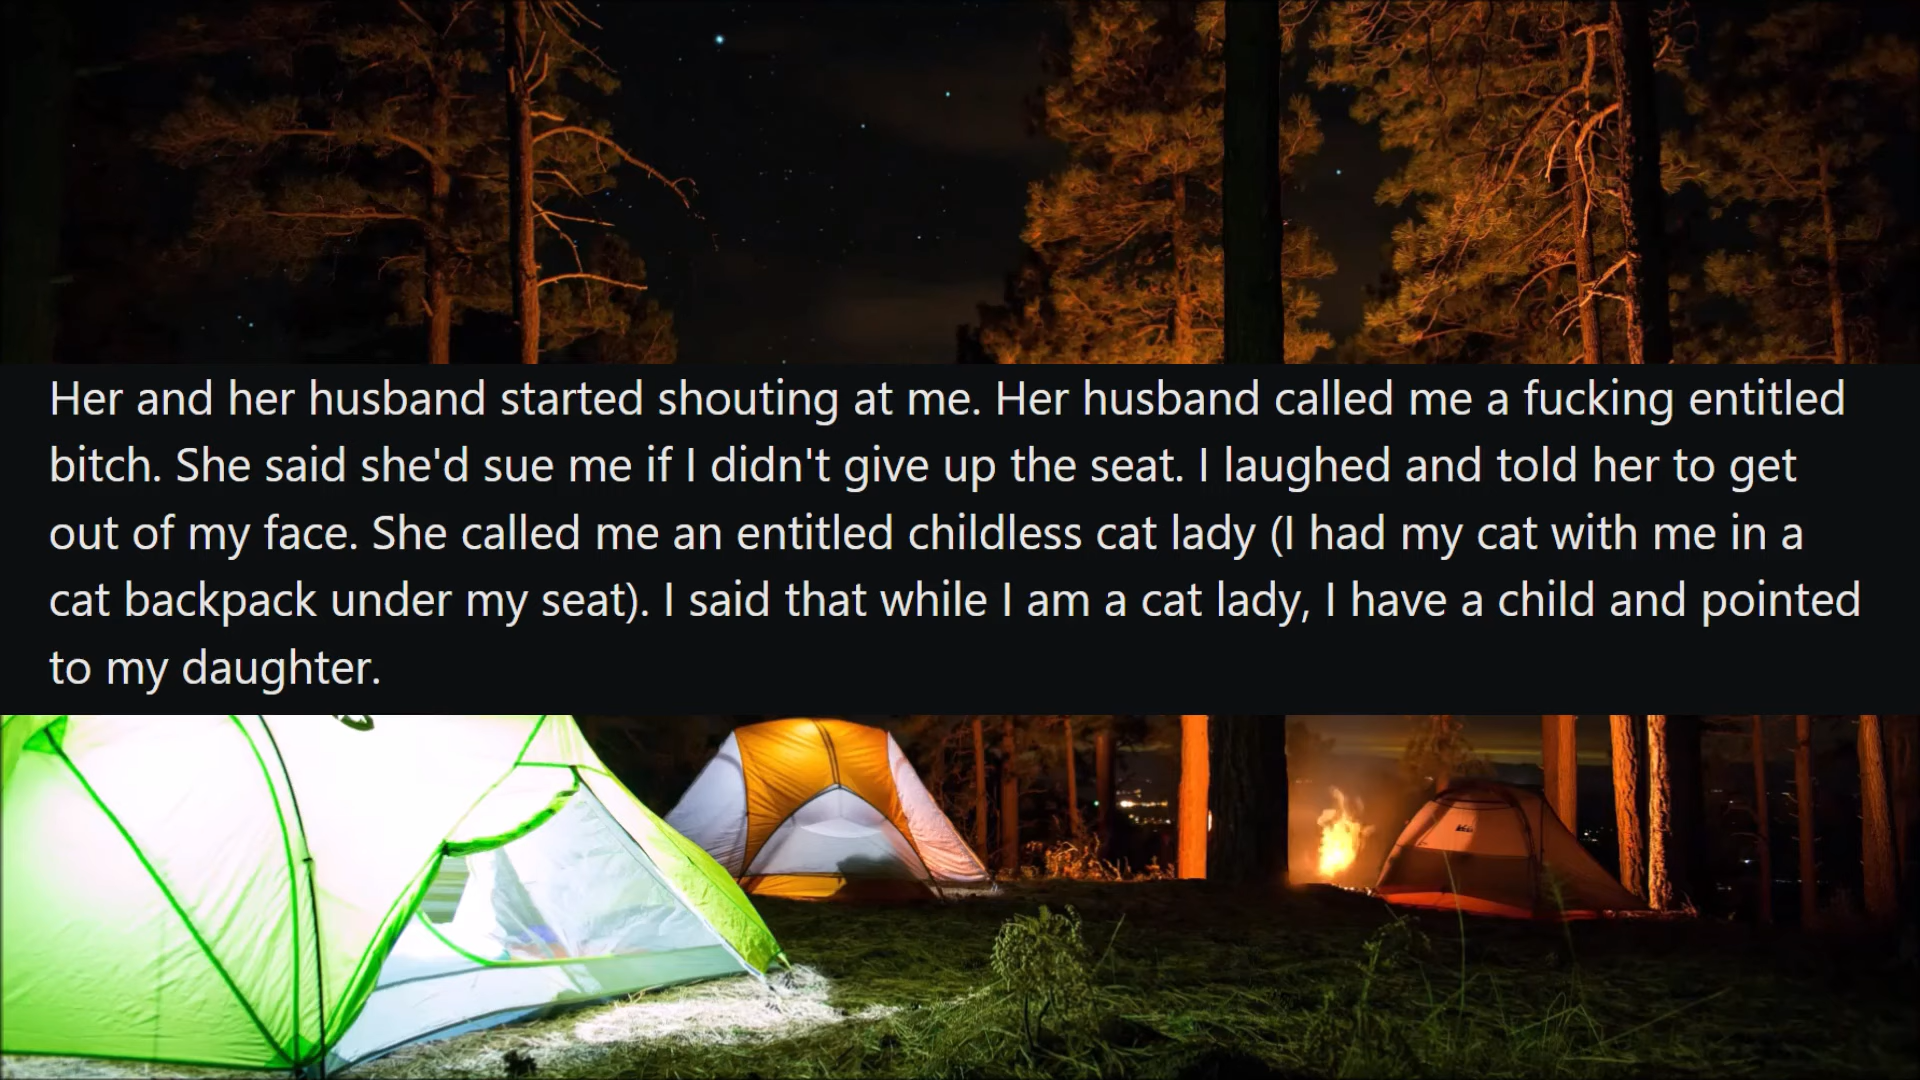 Her and her husband started shouting at me. Her husband called me a fucking entitled
bitch. She said she'd sue me if I didn't give up the seat. I laughed and told her to get
out of my face. She called me an entitled childless cat lady (I had my cat with me in a
cat backpack under my seat). I said that while I am a cat lady, I have a child and pointed
to my daughter.